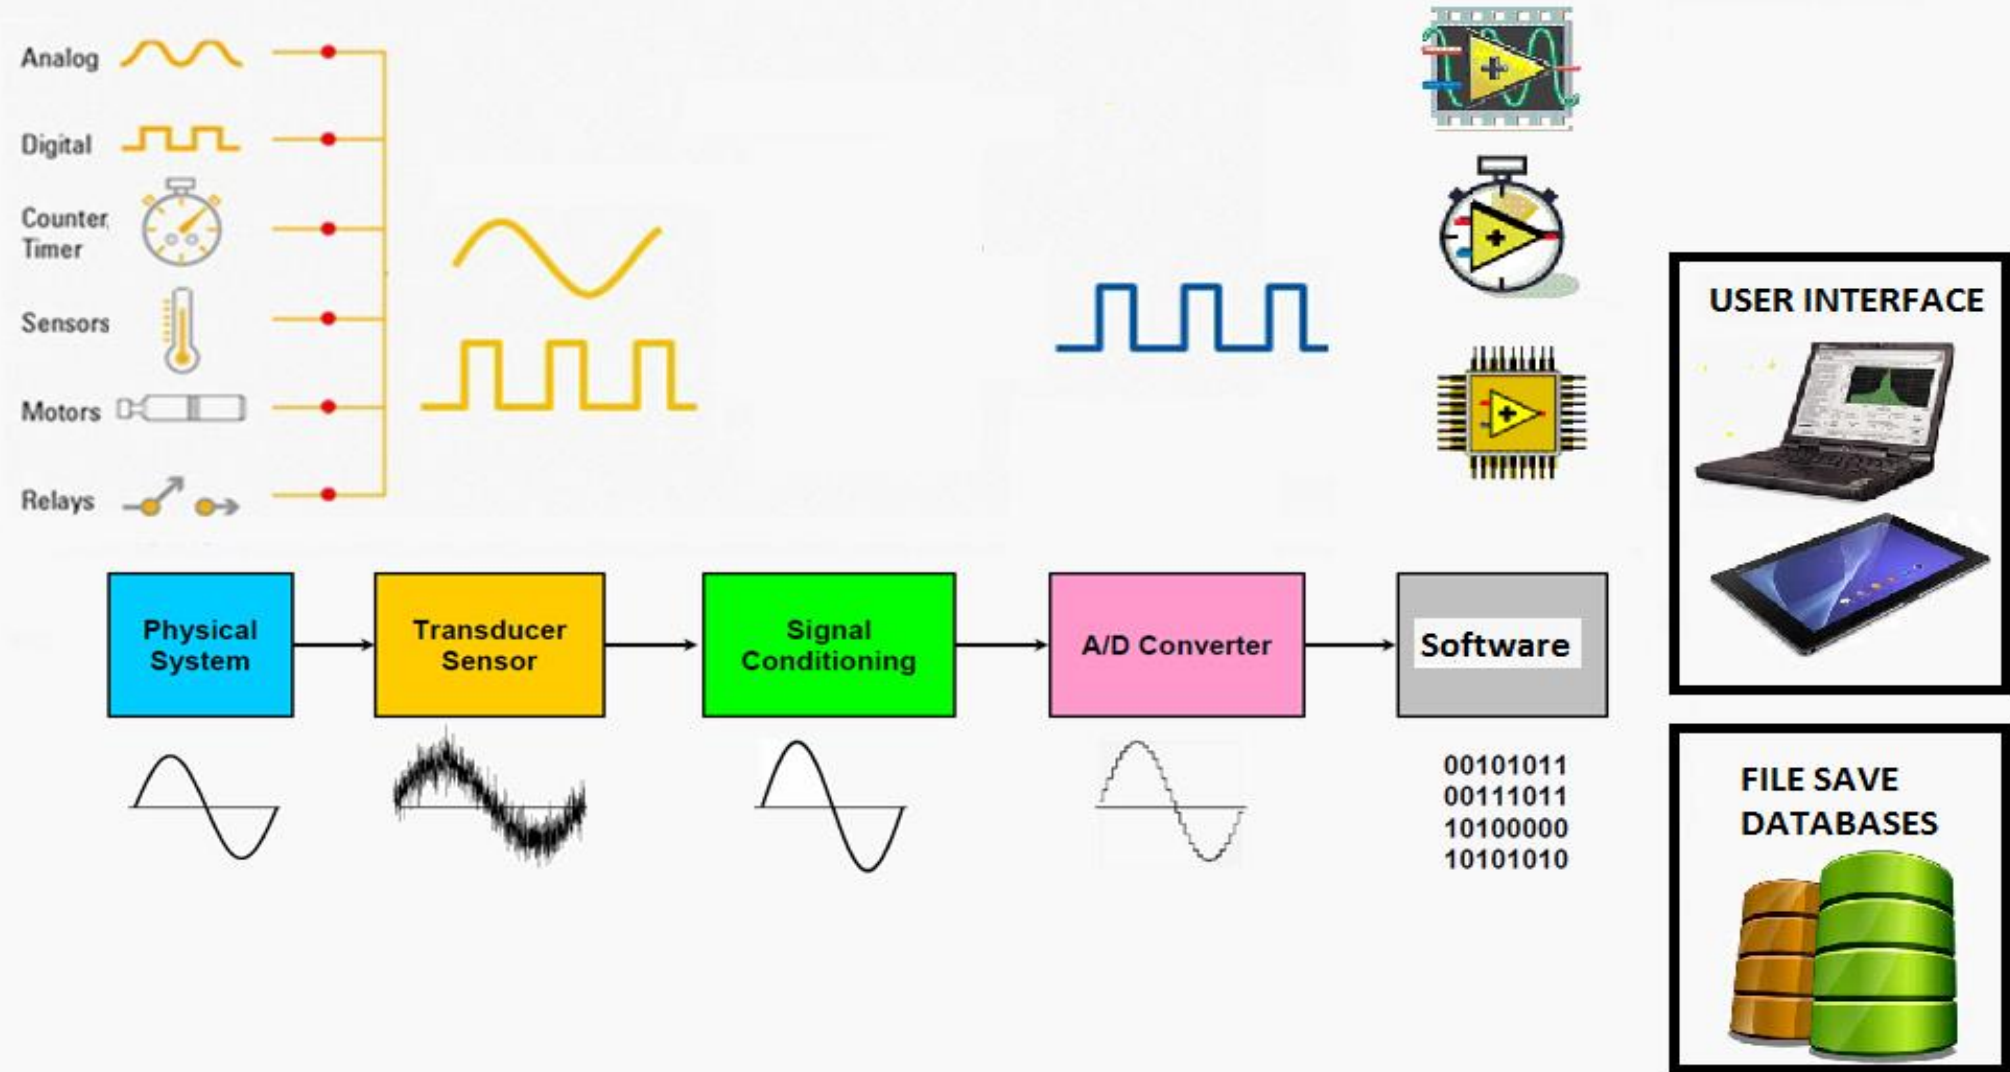 Analog
Digital
Counter,
Timer
Sensors
Motors
Relays
USER INTERFACE
Physical
System
Transducer
Sensor
Signal
Conditioning
A/D Converter
Software
00101011
00111011
10100000
10101010
FILE SAVE
DATABASES